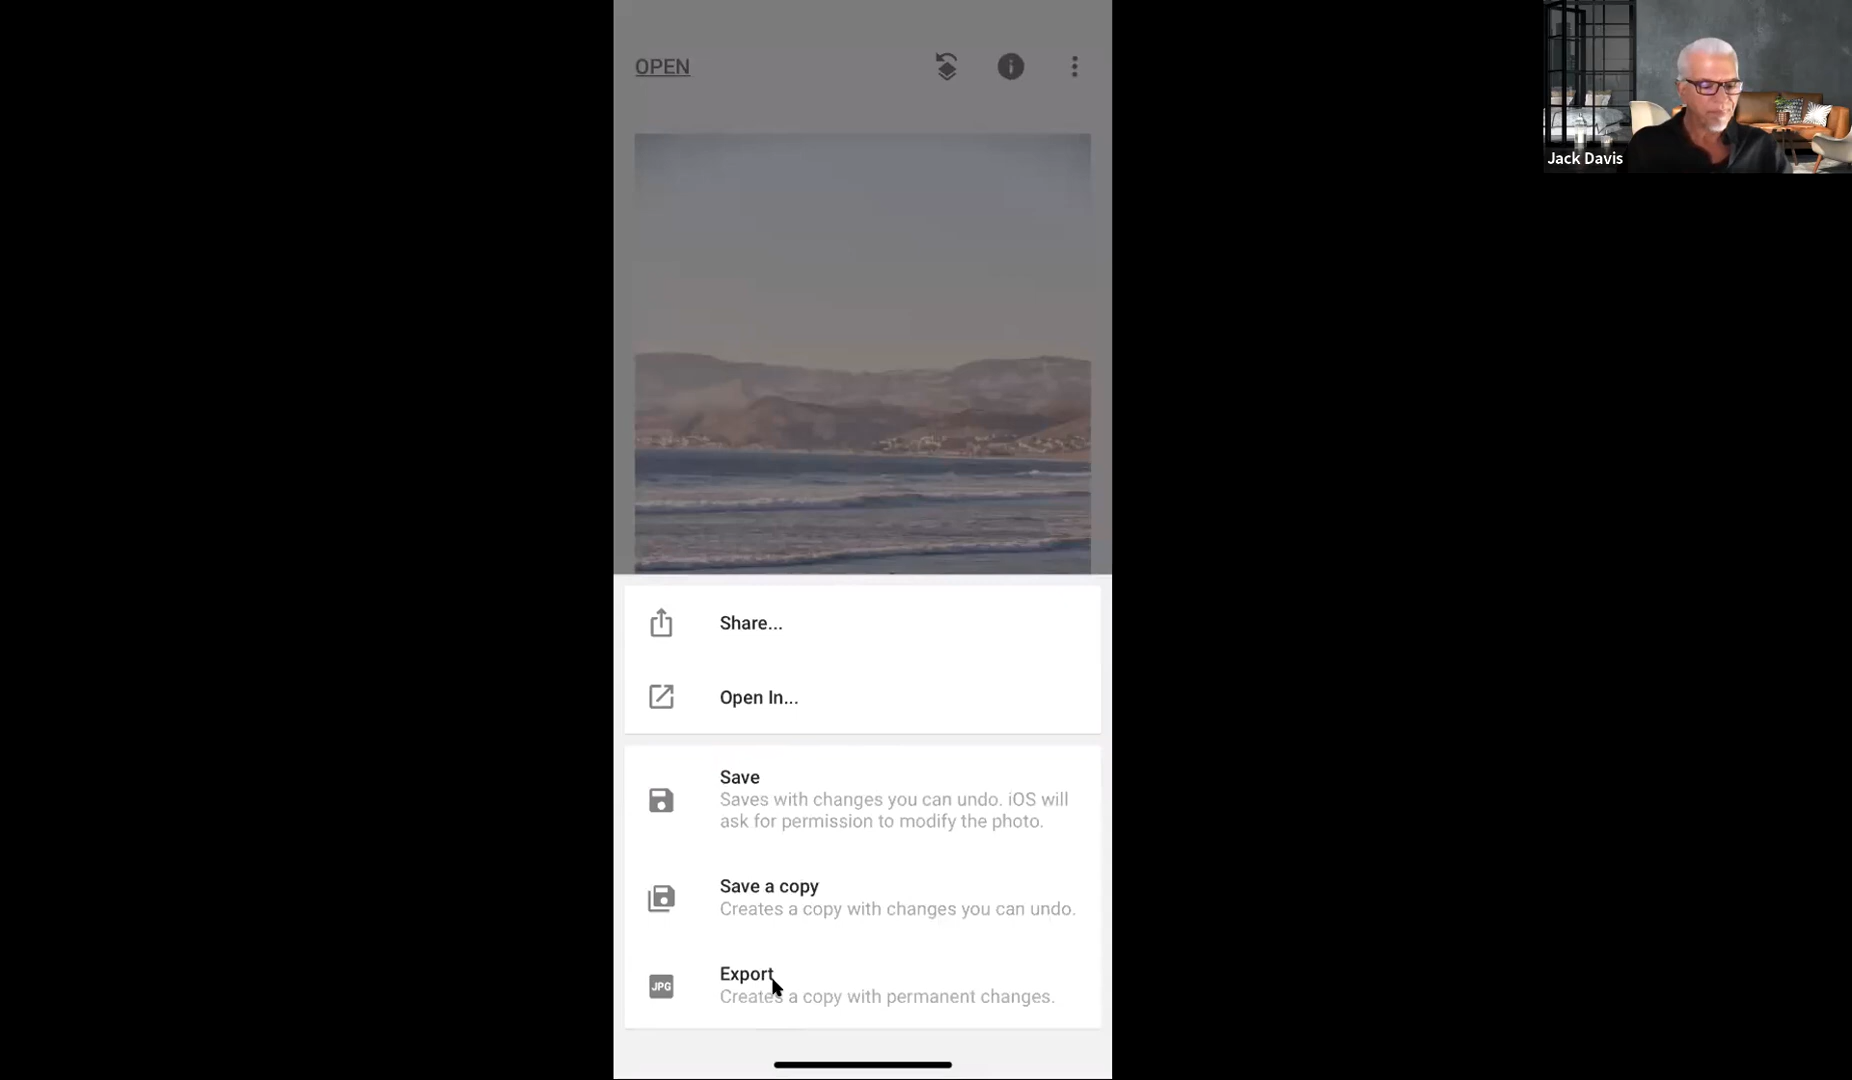 OPEN
Jack Davis
Share...
Open In...
Save
Saves with changes you can undo. iOS will
ask for permission to modify the photo.
Save a copy
Creates a copy with changes you can undo.
Export
JPG
Creates a copy with permanent changes.